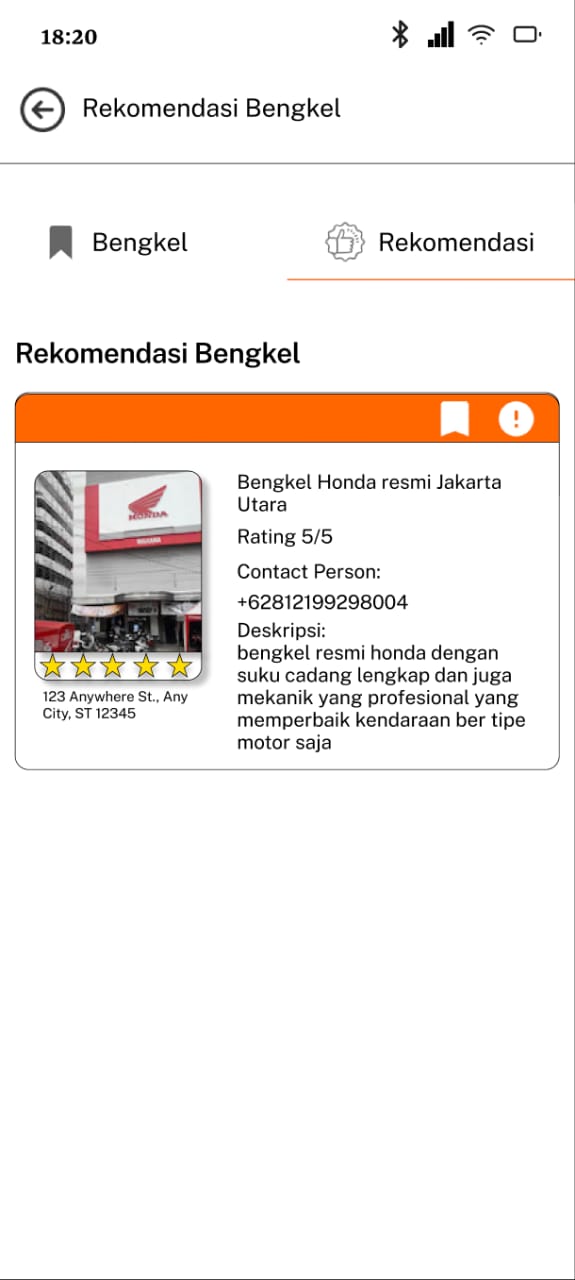 18:20
Rekomendasi Bengkel
Bengkel
Rekomendasi
Rekomendasi Bengkel
HONDA
Bengkel Honda resmi Jakarta
Utara
Rating 5/5
Contact Person:
+62812199298004
Deskripsi:
bengkel resmi honda dengan
suku cadang lengkap dan juga
mekanik yang profesional yang
memperbaik kendaraan ber tipe
motor saja
123 Anywhere St., Any
City, ST 12345